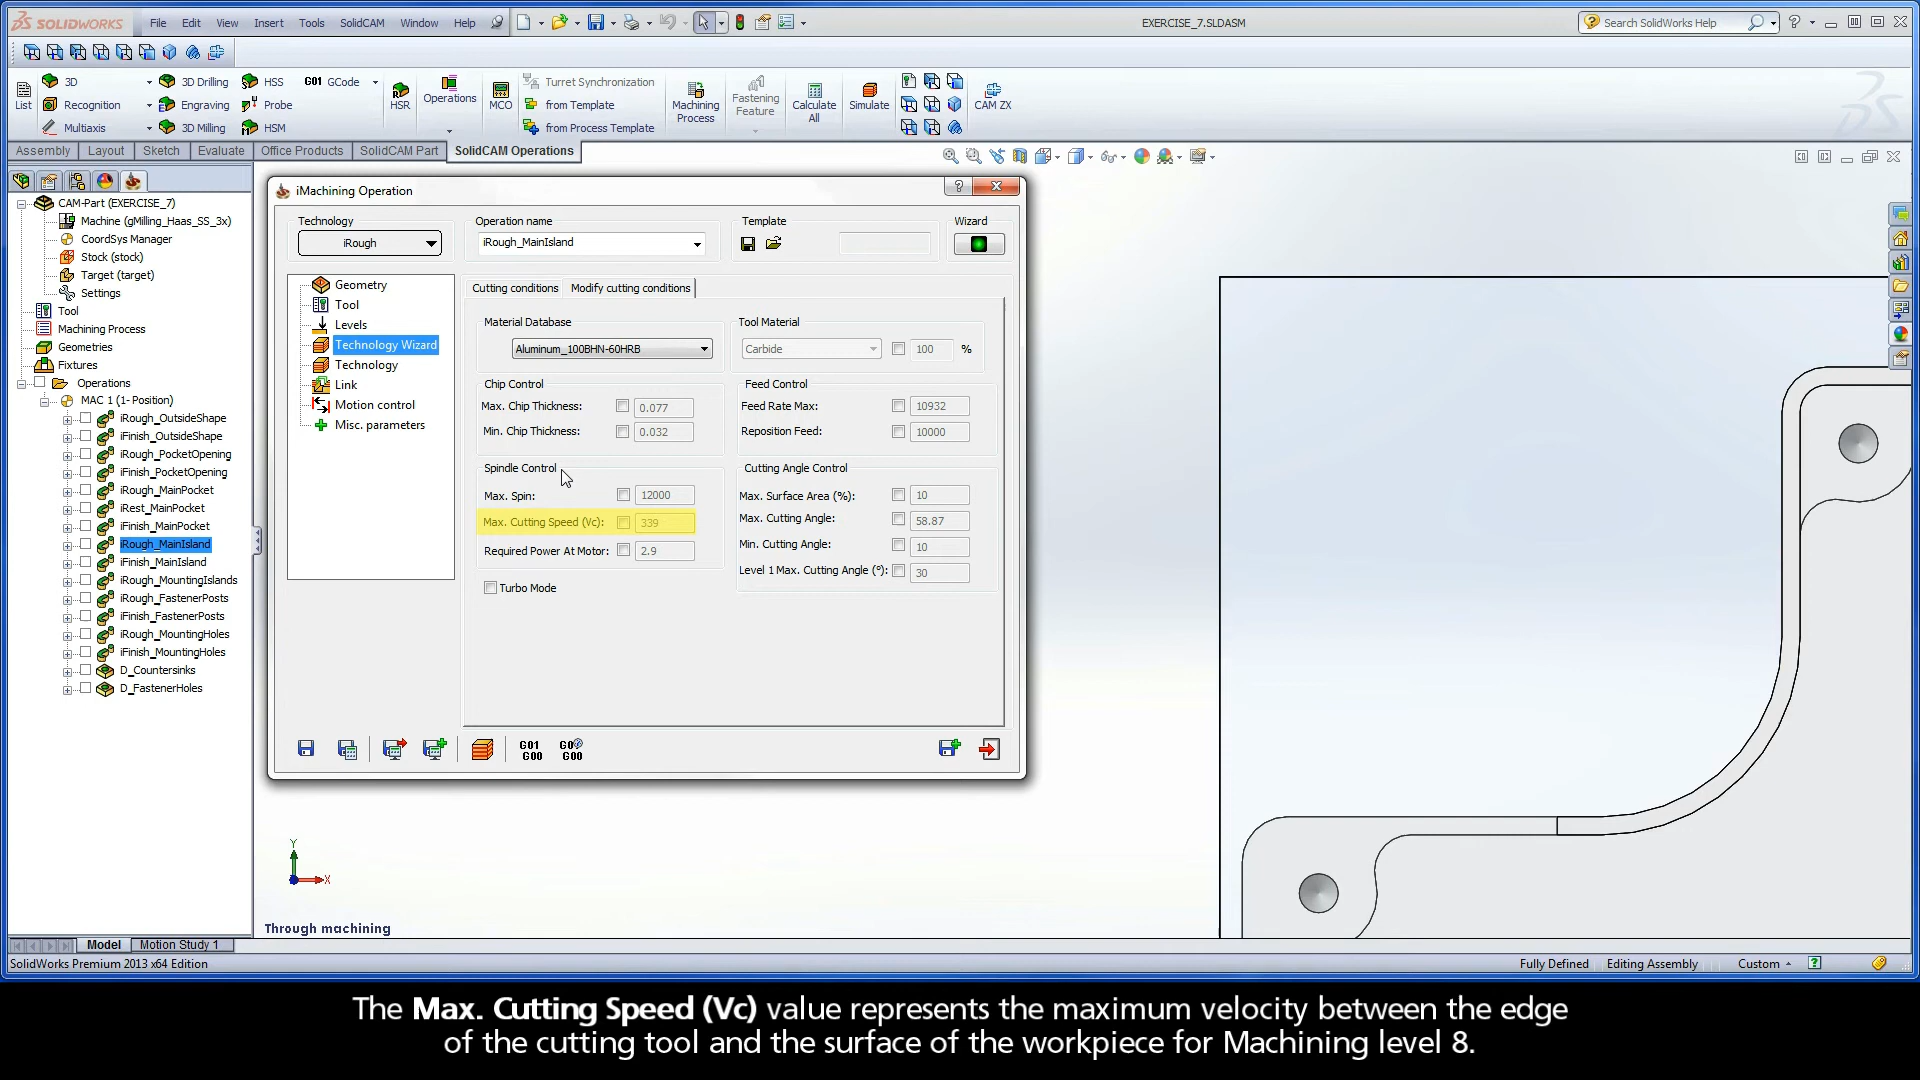 SOLIDWORKS File Edit View Insert Tools SolidCAM Window Help EXERCISE_7.SLDASM Search SolidWorks Help
List 3D Recognition Multiaxis 3D Drilling Engraving 3D Milling HSS Probe HSM G01 GCode HSR Operations MCO Turret Synchronization from Template from Process Template Machining Process Fastening Feature Calculate All Simulate CAM ZX
Assembly Layout Sketch Evaluate Office Products SolidCAM Part SolidCAM Operations
CAM-Part (EXERCISE_7)
Machine (gMilling_Haas_SS_3x)
CoordSys Manager
Stock (stock)
Target (target)
Settings
Tool
Machining Process
Geometries
Fixtures
Operations
MAC 1 (1- Position)
iRough_OutsideShape
iFinish_OutsideShape
iRough_PocketOpening
iFinish_PocketOpening
iRough_MainPocket
iRest_MainPocket
iFinish_MainPocket
iRough_MainIsland
iFinish_MainIsland
iRough_MountingIslands
iRough_FastenerPosts
iFinish_FastenerPosts
iRough_MountingHoles
iFinish_MountingHoles
D_Countersinks
D_FastenerHoles
iMachining Operation
Technology Operation name Template Wizard
iRough iRough_MainIsland
Geometry
Tool
Levels
Technology Wizard
Technology
Link
Motion control
Misc. parameters
Cutting conditions Modify cutting conditions
Material Database Tool Material
Aluminum_100BHN-60HRB Carbide 100 %
Chip Control Feed Control
Max. Chip Thickness: 0.077 Feed Rate Max: 10932
Min. Chip Thickness: 0.032 Reposition Feed: 10000
Spindle Control Cutting Angle Control
Max. Spin: 12000 Max. Surface Area (%): 10
Max. Cutting Speed (Vc): 339 Max. Cutting Angle: 58.87
Required Power At Motor: 2.9 Min. Cutting Angle: 10
Level 1 Max. Cutting Angle (°): 30
Turbo Mode
G01 G00 G0 G00
Y
X
Through machining
Model Motion Study 1
SolidWorks Premium 2013 x64 Edition Fully Defined Editing Assembly Custom
The Max. Cutting Speed (Vc) value represents the maximum velocity between the edge
of the cutting tool and the surface of the workpiece for Machining level 8.